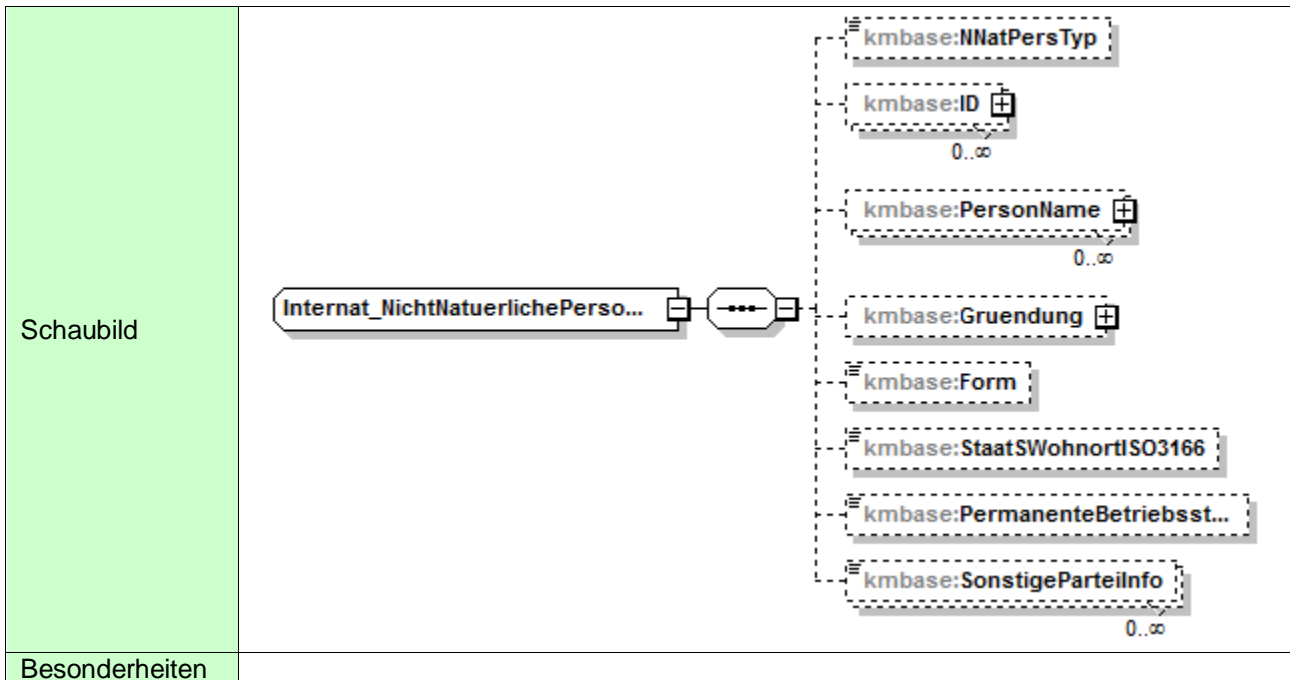 kmbase:NNatPersTyp
kmbase:ID
0..∞
kmbase:PersonName
0..∞
Schaubild
Internat_NichtNatuerlichePerso...
kmbase:Gruendung
kmbase:Form
kmbase:StaatSWohnortISO3166
kmbase:PermanenteBetriebsst...
kmbase:SonstigeParteiInfo
0..∞
Besonderheiten